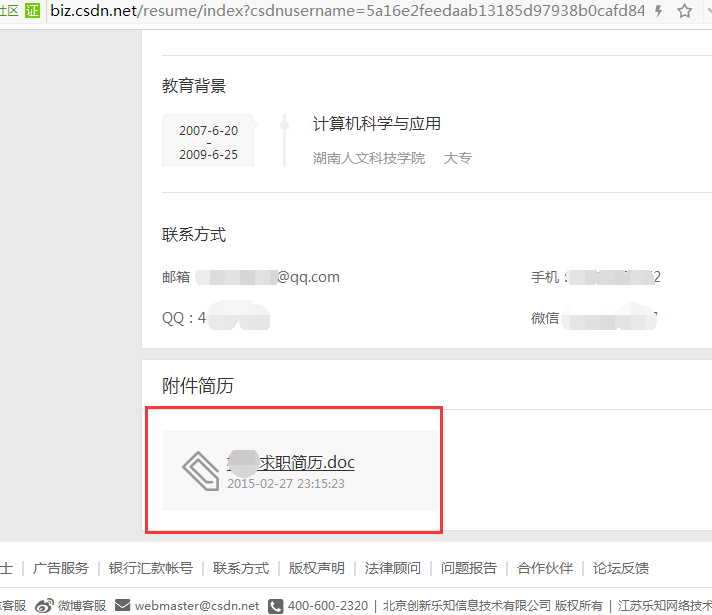 社区 证 biz.csdn.net/resume/index?csdnusername=5a16e2feedaab13185d97938b0cafd84
教育背景
2007-6-20
-
2009-6-25
计算机科学与应用
湖南人文科技学院 大专
联系方式
邮箱 @qq.com 手机: 2
QQ:4 微信
附件简历
求职简历.doc
2015-02-27 23:15:23
士 | 广告服务 | 银行汇款帐号 | 联系方式 | 版权声明 | 法律顾问 | 问题报告 | 合作伙伴 | 论坛反馈
客服 微博客服 webmaster@csdn.net 400-600-2320 | 北京创新乐知信息技术有限公司 版权所有 | 江苏乐知网络技术有